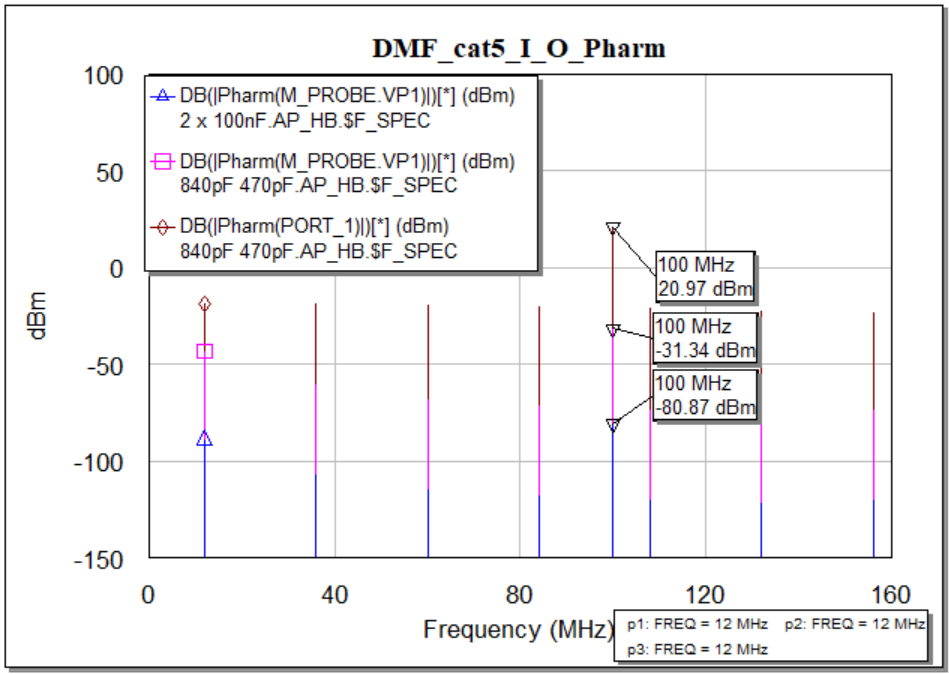 DMF_cat5_I_O_Pharm
100
50
0
-50
-100
-150
dBm
DB(|Pharm(M_PROBE.VP1)|)[*] (dBm)
2 x 100nF.AP_HB.$F_SPEC
DB(|Pharm(M_PROBE.VP1)|)[*] (dBm)
840pF 470pF.AP_HB.$F_SPEC
DB(|Pharm(PORT_1)|)[*] (dBm)
840pF 470pF.AP_HB.$F_SPEC
100 MHz
20.97 dBm
100 MHz
-31.34 dBm
100 MHz
-80.87 dBm
0 40 80 120 160
Frequency (MHz)
p1: FREQ = 12 MHz p2: FREQ = 12 MHz
p3: FREQ = 12 MHz